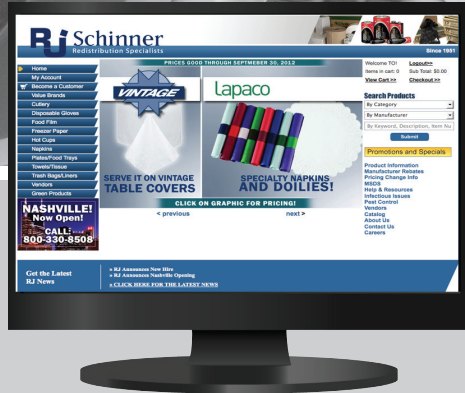 RJ Schinner
Redistribution Specialists
Since 1951
PRICES GOOD THROUGH SEPTMEBER 30, 2012
Home
My Account
Become a Customer
Value Brands
Cutlery
Disposable Gloves
Food Film
Freezer Paper
Hot Cups
Napkins
Plates/Food Trays
Towels/Tissue
Trash Bags/Liners
Vendors
Green Products
NASHVILLE!
Now Open!
CALL:
800-330-8508
VINTAGE
SERVE IT ON VINTAGE
TABLE COVERS
Lapaco
SPECIALTY NAPKINS
AND DOILIES!
CLICK ON GRAPHIC FOR PRICING!
< previous
next >
Welcome TO!
Logout>>
Items in cart: 0
Sub Total: $0.00
View Cart >>
Checkout >>
Search Products
By Category
By Manufacturer
By Keyword, Description, Item Nu
Submit
Promotions and Specials
Product Information
Manufacturer Rebates
Pricing Change Info
MSDS
Help & Resources
Infectious Issues
Pest Control
Vendors
Catalog
About Us
Contact Us
Careers
Get the Latest
RJ News
» RJ Announces New Hire
» RJ Announces Nashville Opening
» CLICK HERE FOR THE LATEST NEWS